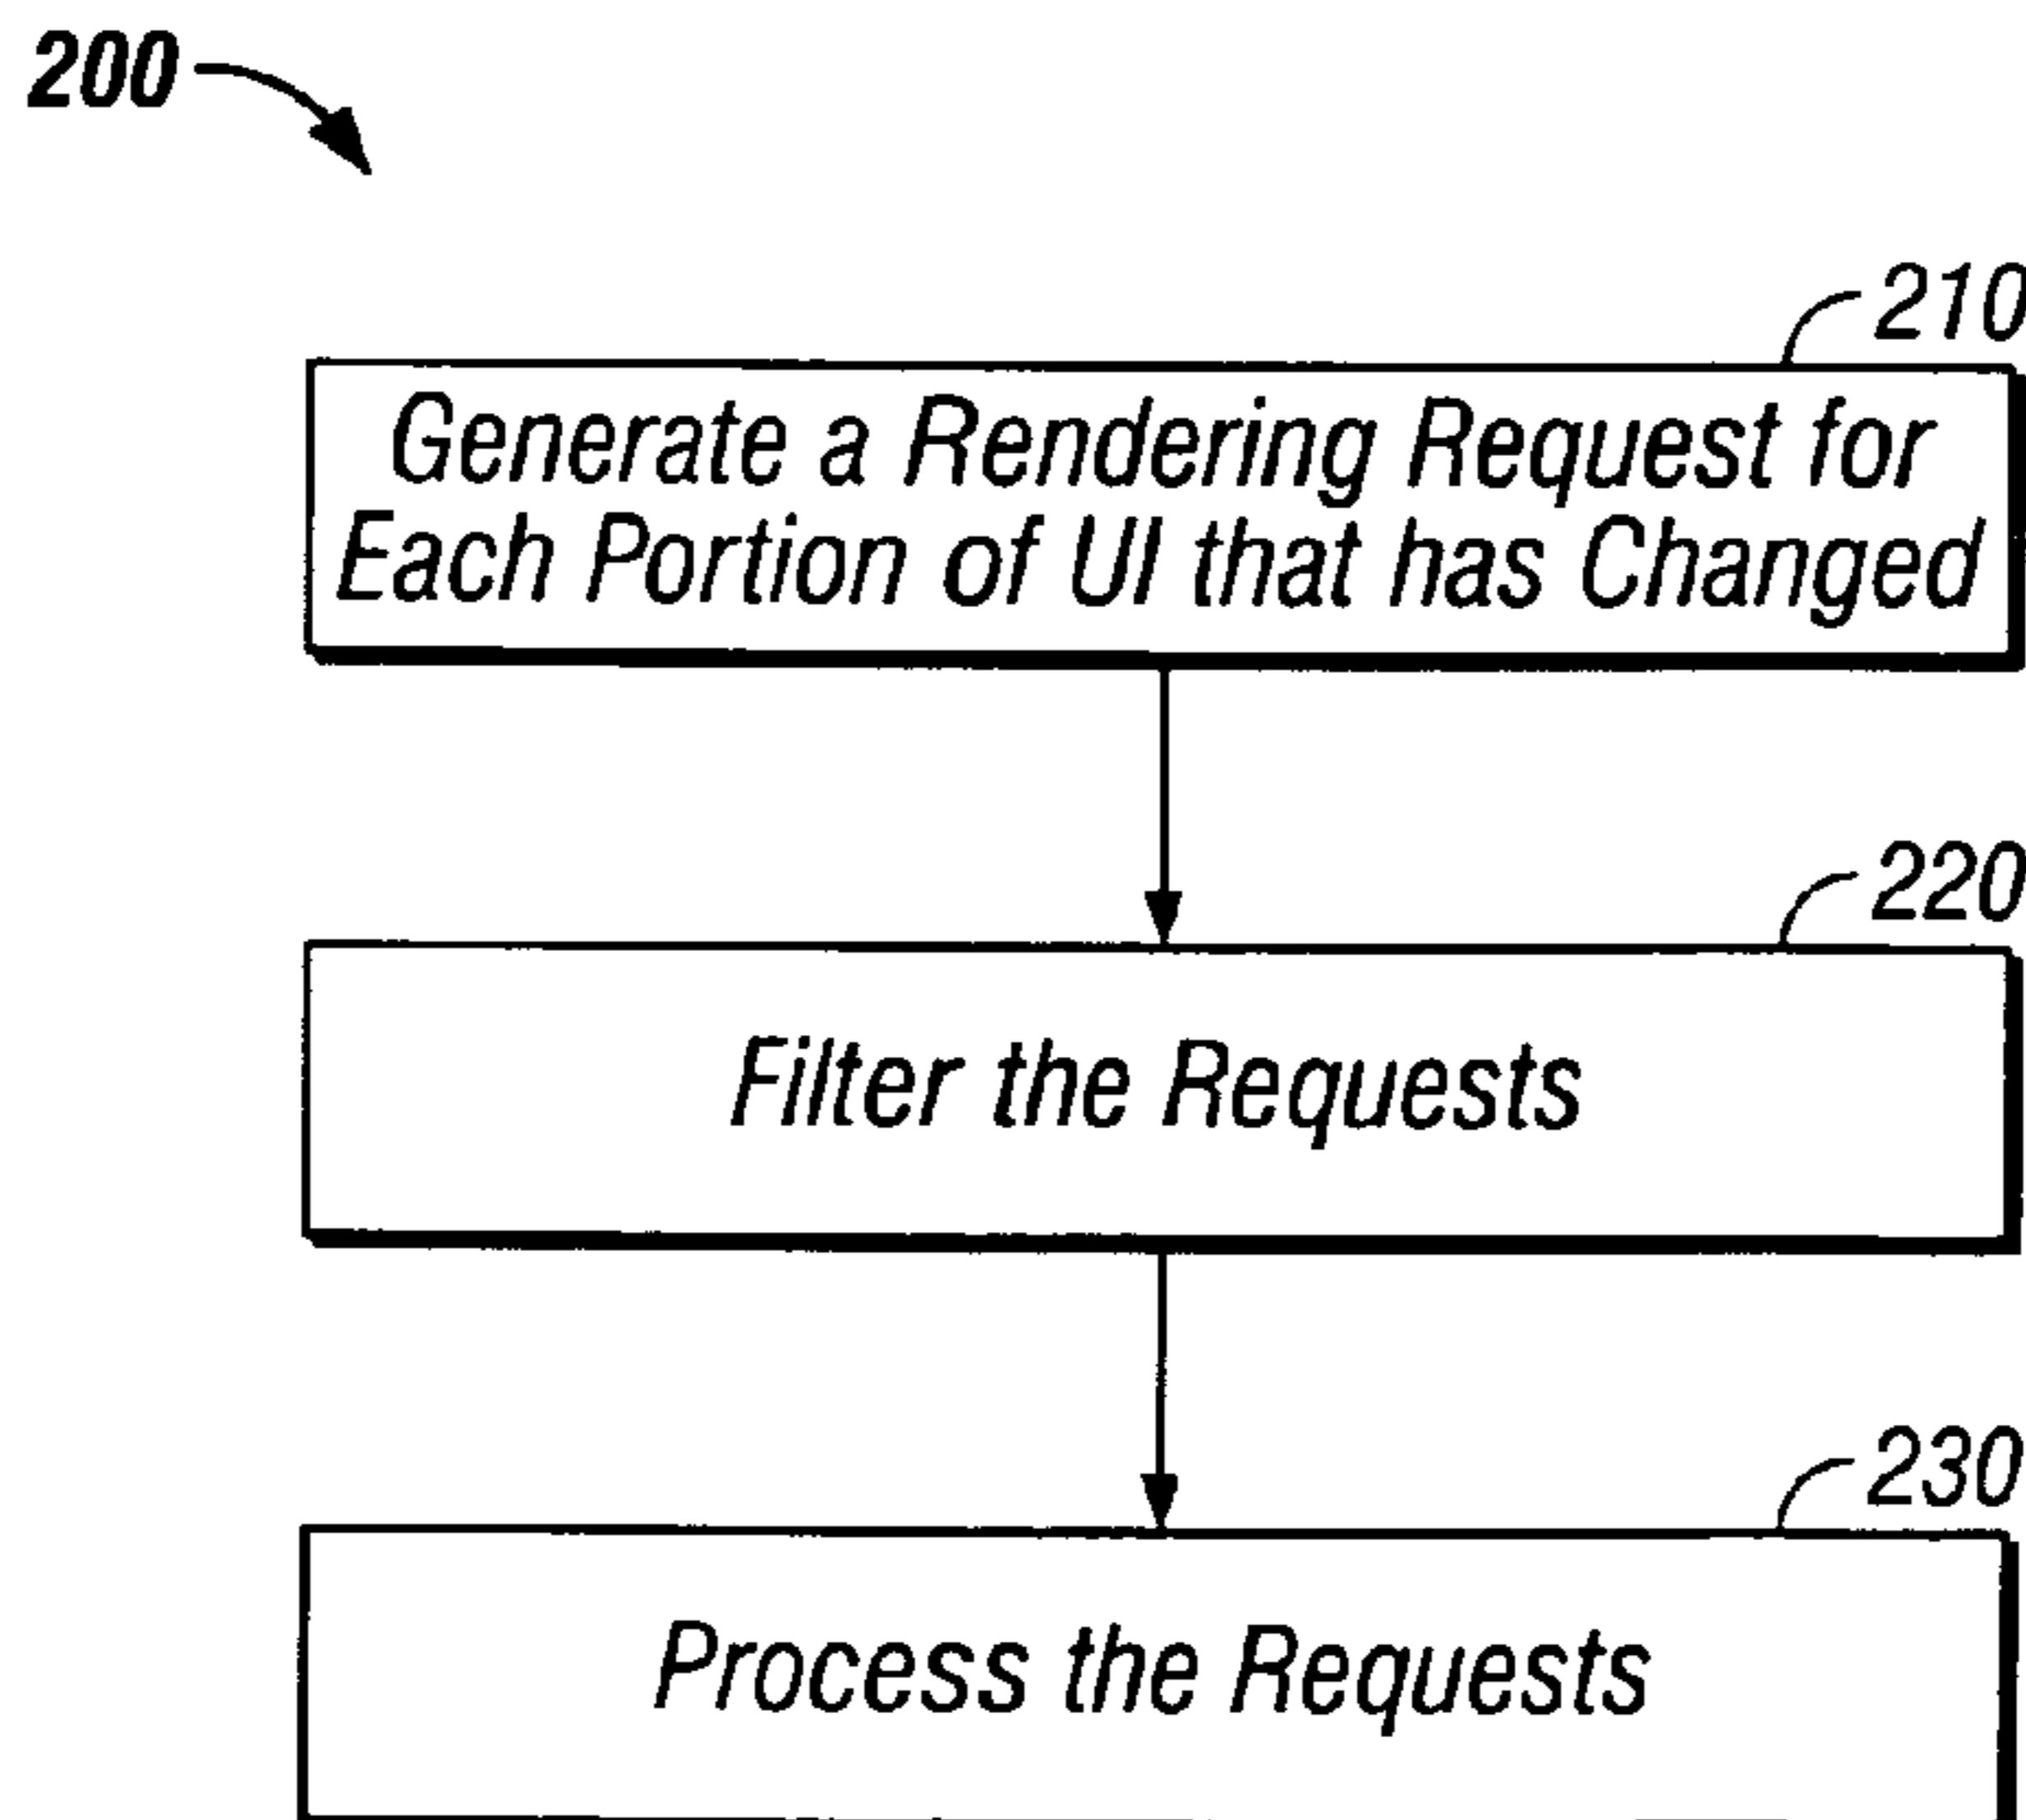 200
210
Generate a Rendering Request for
Each Portion of UI that has Changed
220
Filter the Requests
230
Process the Requests